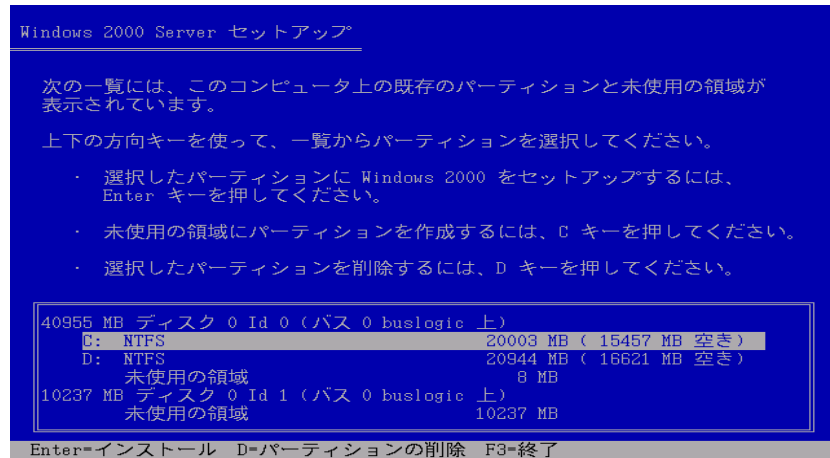 Windows 2000 Server セットアップ
次の一覧には、このコンピュータ上の既存のパーティションと未使用の領域が
表示されています。
上下の方向キーを使って、一覧からパーティションを選択してください。
・ 選択したパーティションに Windows 2000 をセットアップするには、
Enter キーを押してください。
・ 未使用の領域にパーティションを作成するには、C キーを押してください。
・ 選択したパーティションを削除するには、D キーを押してください。
40955 MB ディスク 0 Id 0 (バス 0 buslogic 上)
C: NTFS 20003 MB ( 15457 MB 空き)
D: NTFS 20944 MB ( 16621 MB 空き)
未使用の領域 8 MB
10237 MB ディスク 0 Id 1 (バス 0 buslogic 上)
未使用の領域 10237 MB
Enter=インストール D=パーティションの削除 F3=終了